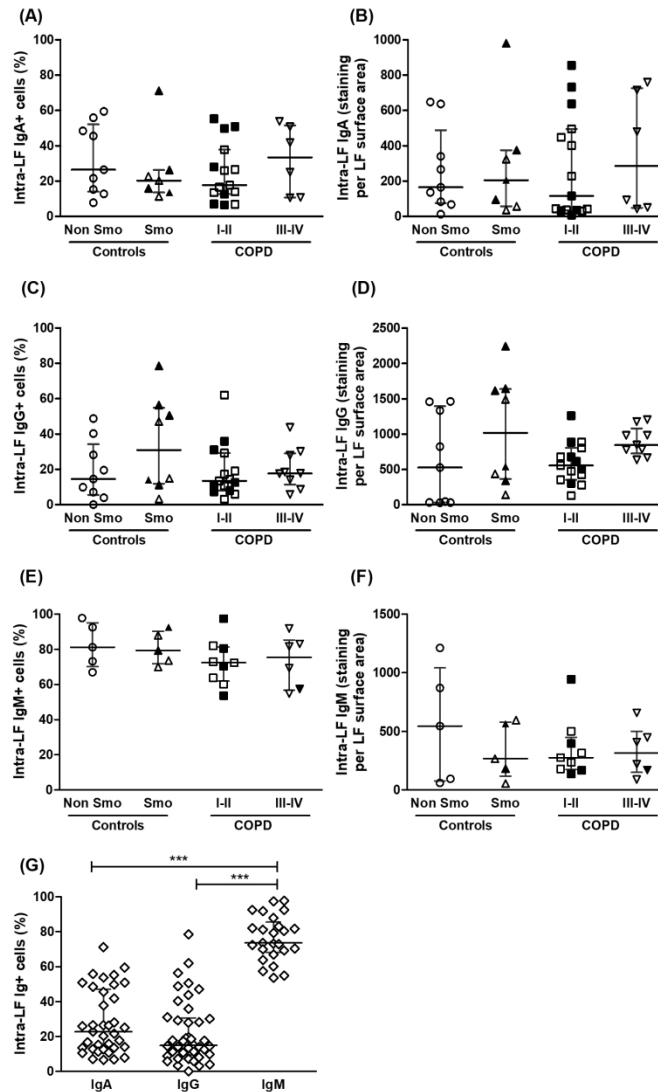 (A)
Intra-LF IgA+ cells (%)
100
80
60
40
20
0
Non Smo Smo I-II III-IV
Controls COPD
(B)
Intra-LF IgA (staining
per LF surface area)
1000
800
600
400
200
0
Non Smo Smo I-II III-IV
Controls COPD
(C)
Intra-LF IgG+ cells (%)
100
80
60
40
20
0
Non Smo Smo I-II III-IV
Controls COPD
(D)
Intra-LF IgG (staining
per LF surface area)
2500
2000
1500
1000
500
0
Non Smo Smo I-II III-IV
Controls COPD
(E)
Intra-LF IgM+ cells (%)
100
80
60
40
20
0
Non Smo Smo I-II III-IV
Controls COPD
(F)
Intra-LF IgM (staining
per LF surface area)
1500
1000
500
0
Non Smo Smo I-II III-IV
Controls COPD
(G)
Intra-LF Ig+ cells (%)
100
80
60
40
20
0
***
***
IgA IgG IgM